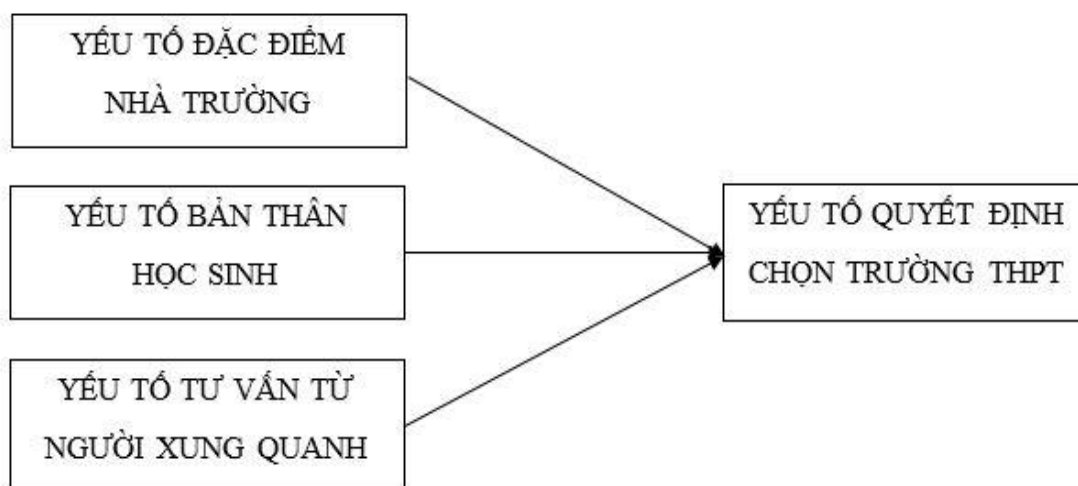 YẾU TỐ ĐẶC ĐIỂM
NHÀ TRƯỜNG
YẾU TỐ BẢN THÂN
HỌC SINH
YẾU TỐ TƯ VẤN TỪ
NGƯỜI XUNG QUANH
YẾU TỐ QUYẾT ĐỊNH
CHỌN TRƯỜNG THPT